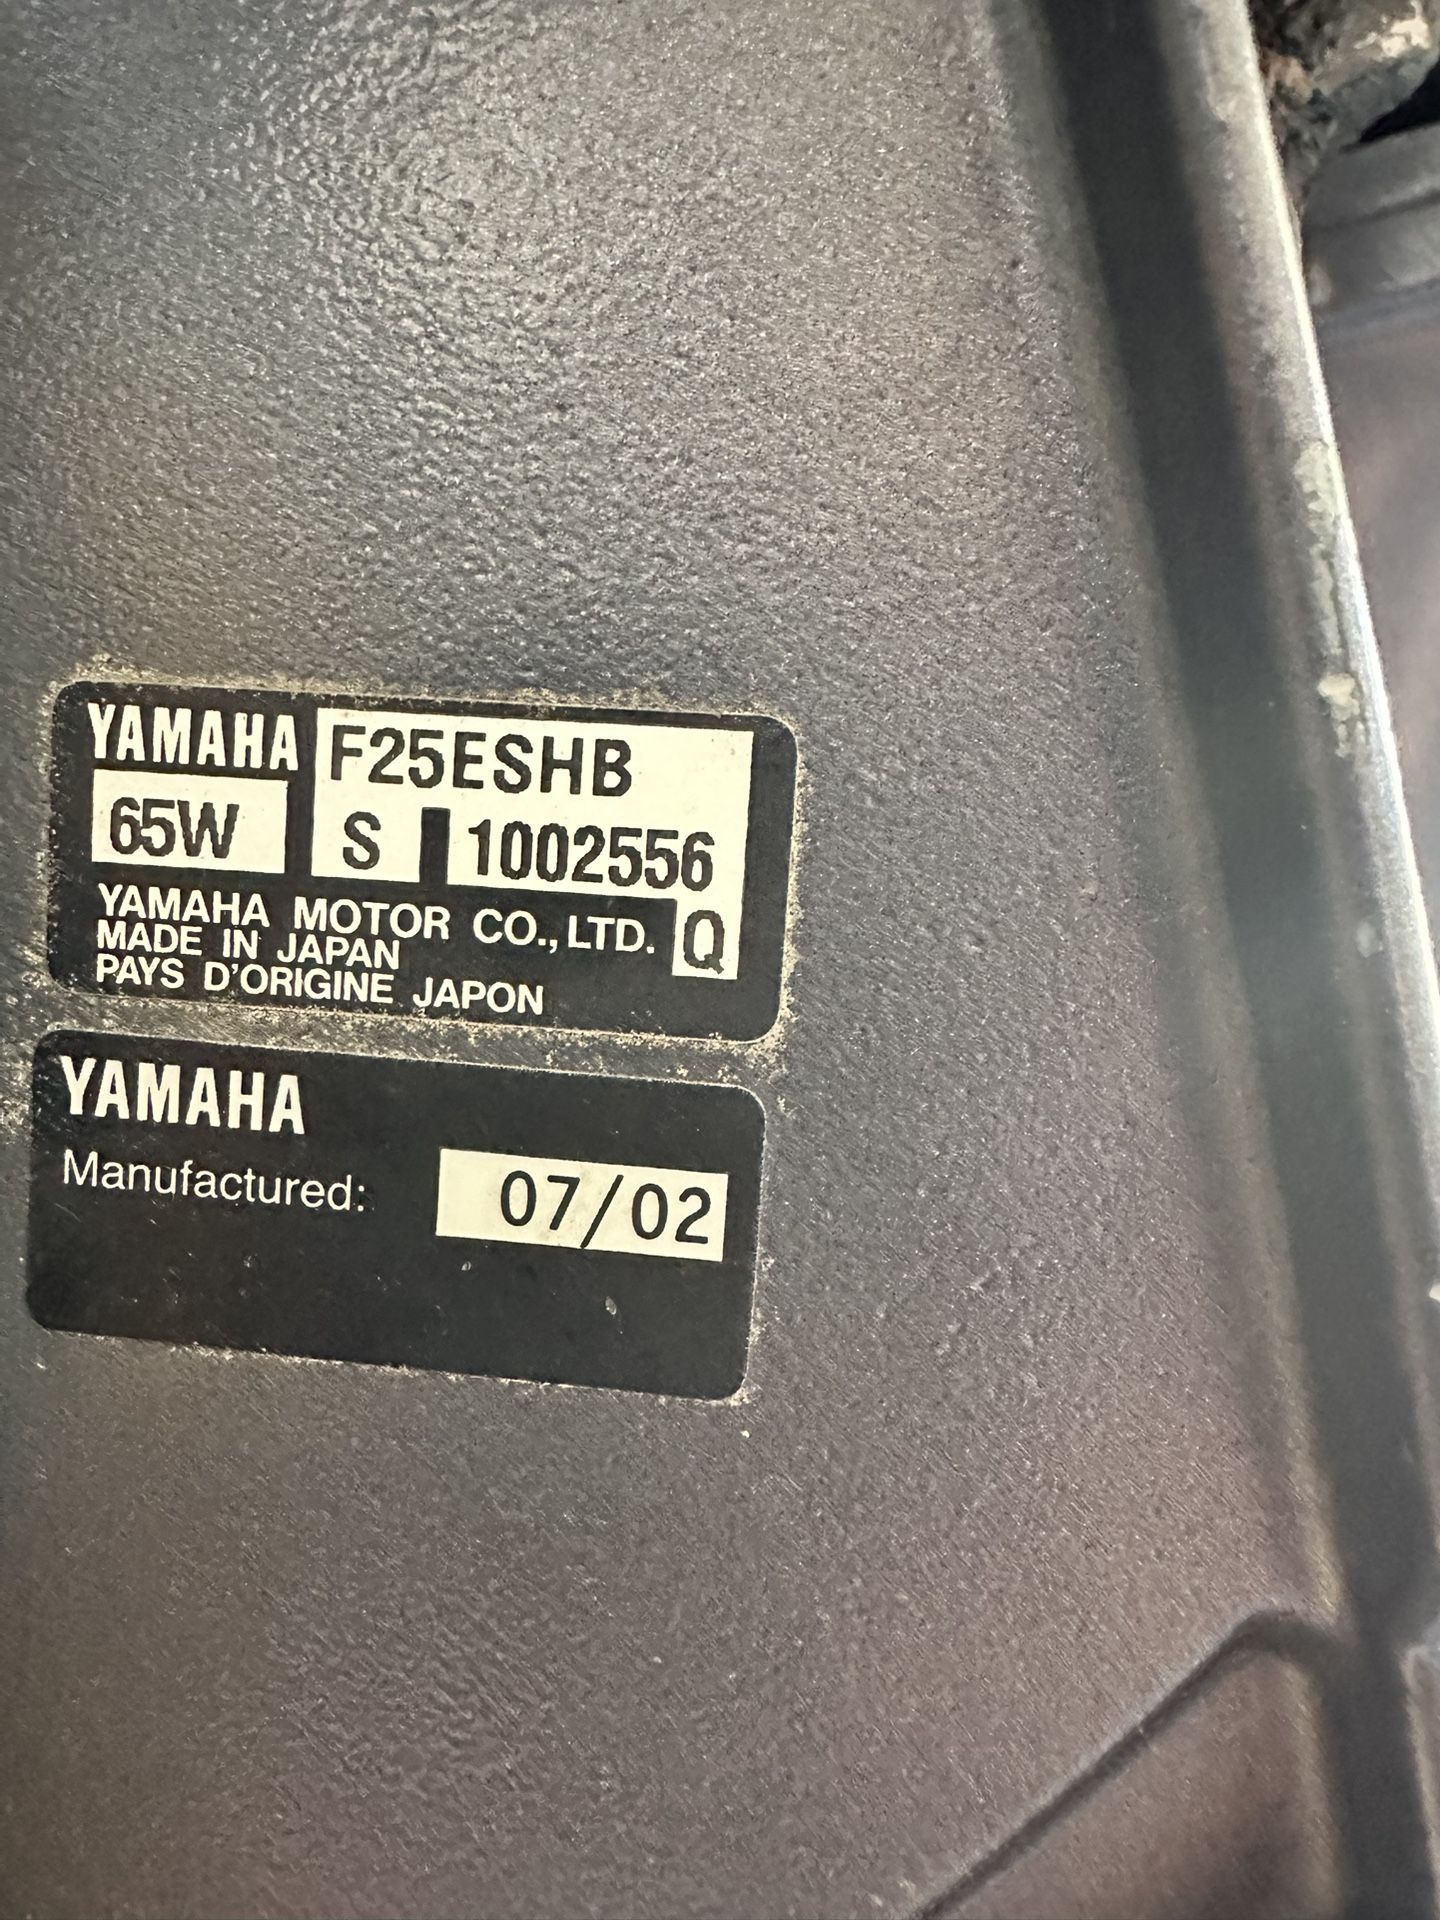 YAMAHA F25ESHB
65W S 1002556
YAMAHA MOTOR CO., LTD. Q
MADE IN JAPAN
PAYS D'ORIGINE JAPON
YAMAHA
Manufactured: 07/02